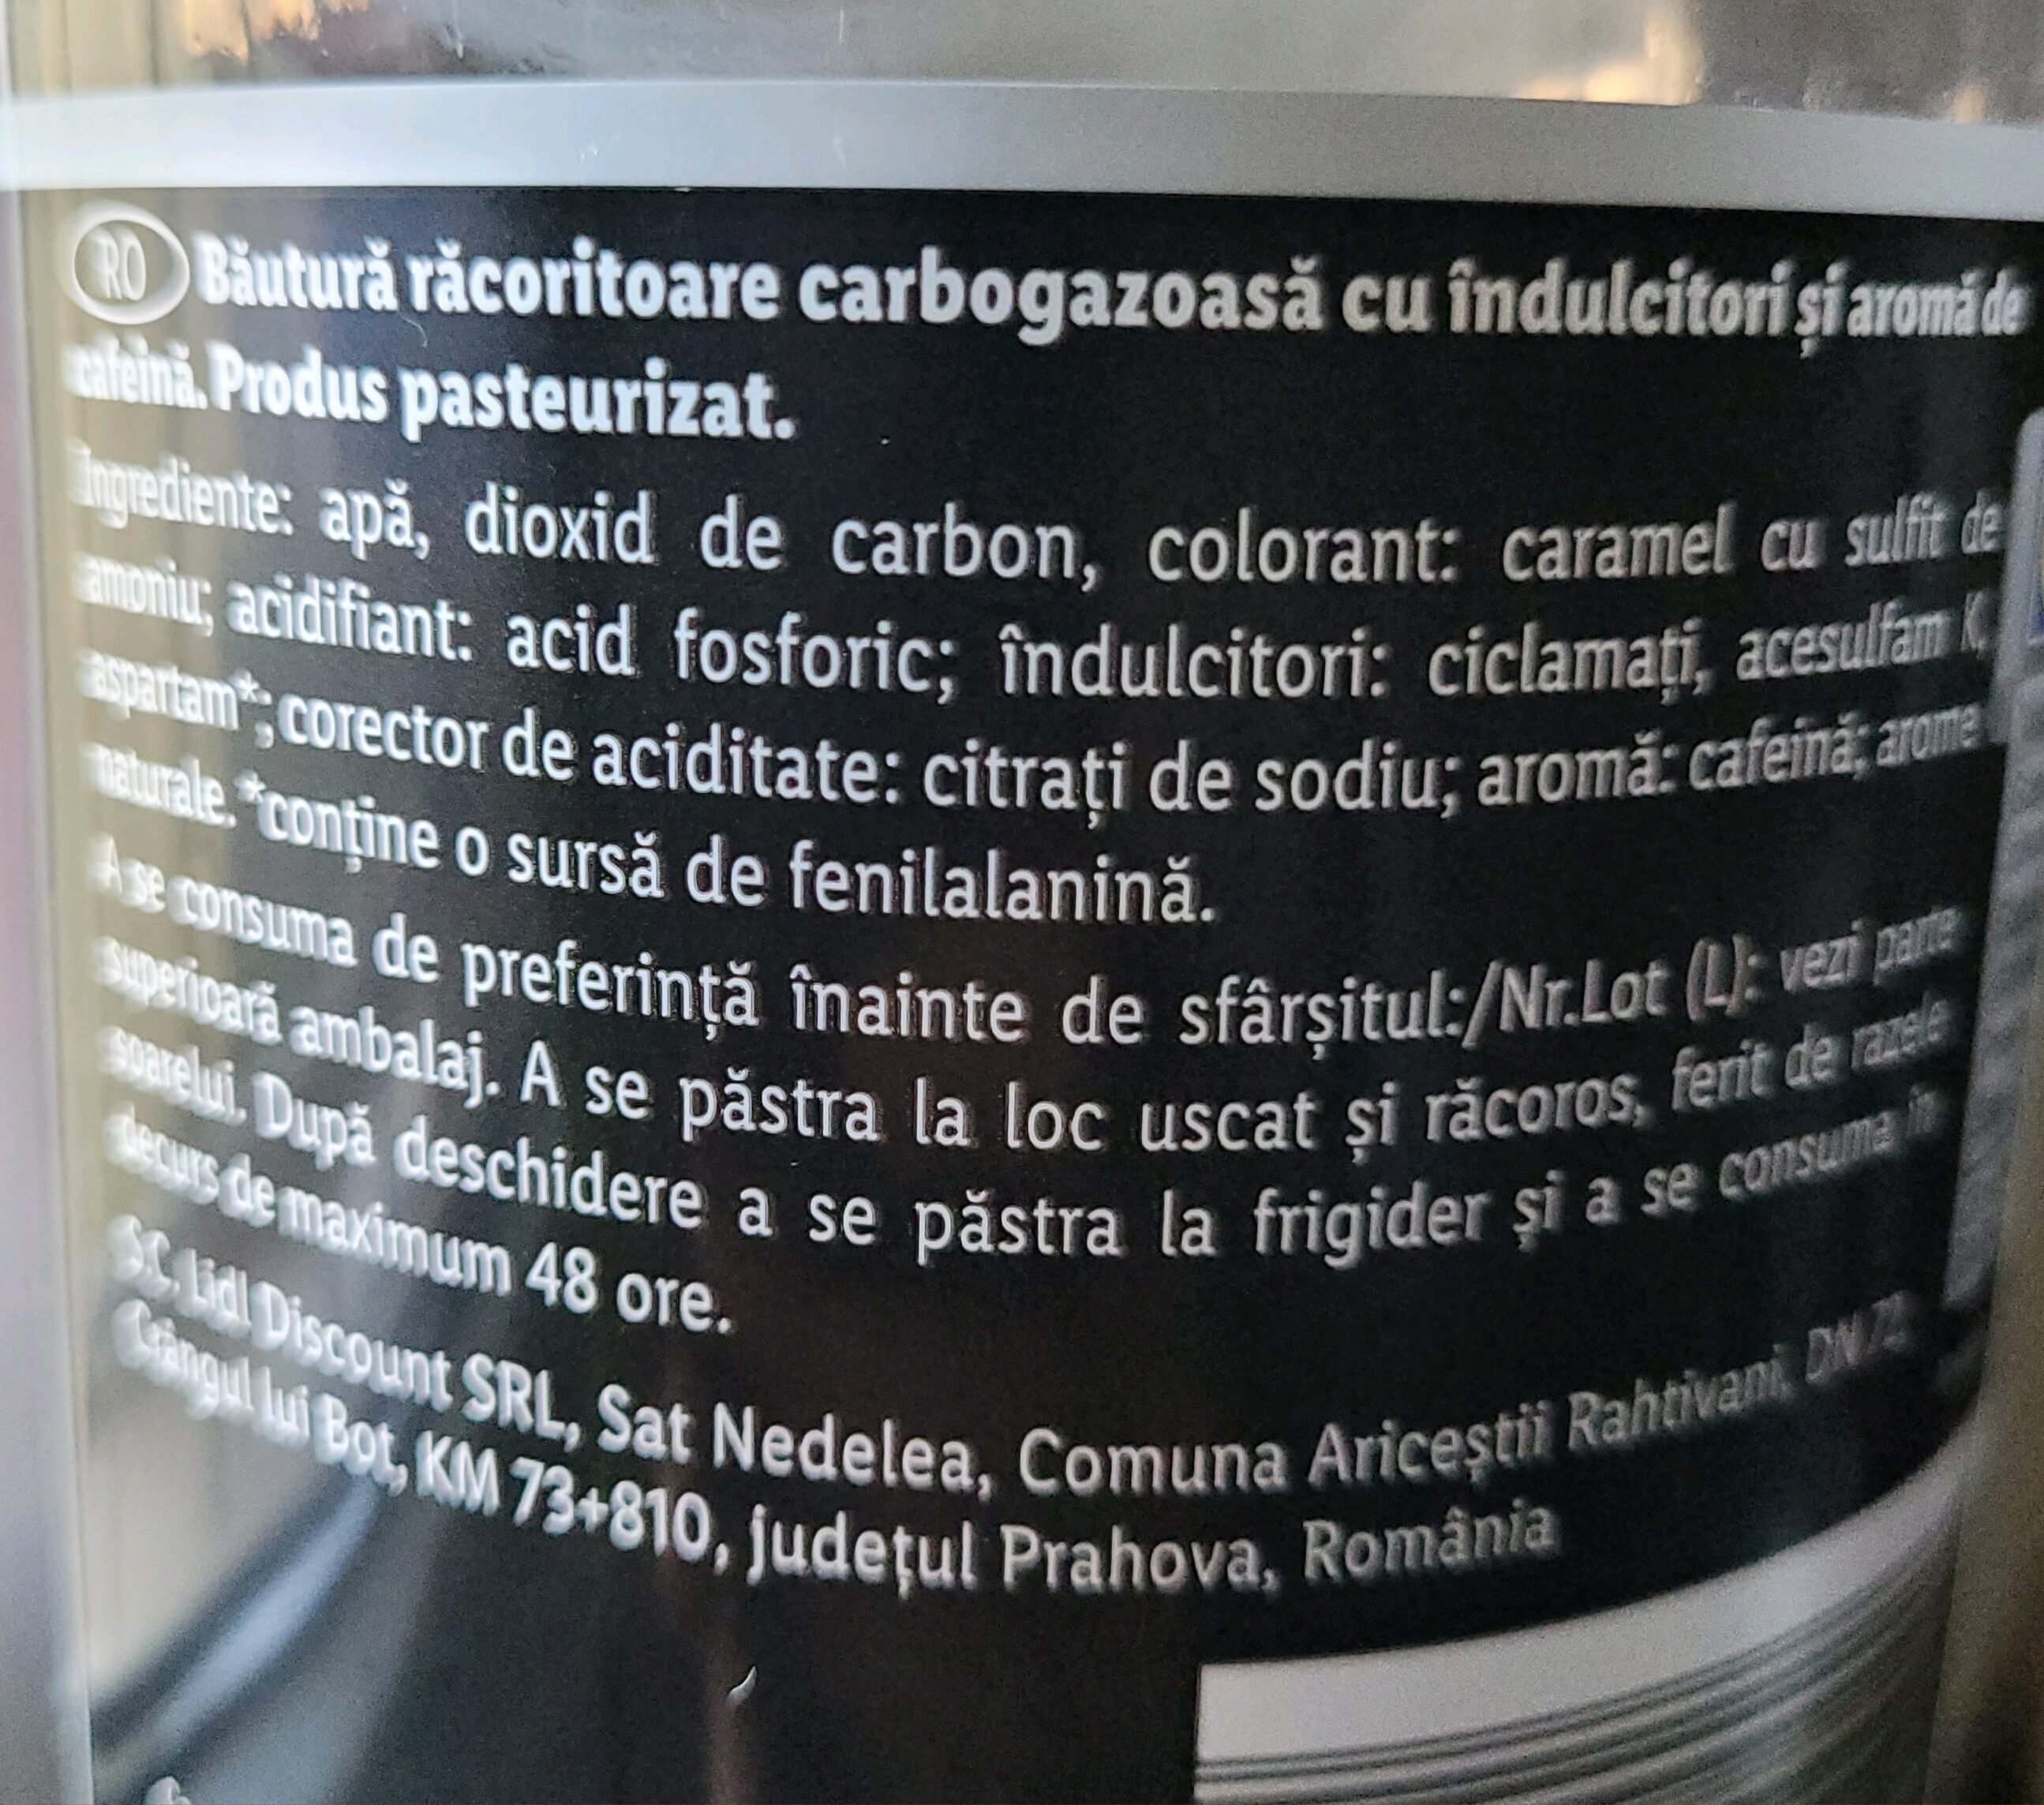 RO Băutură răcoritoare carbogazoasă cu îndulcitori și aromă de
cafeină. Produs pasteurizat.
Ingrediente: apă, dioxid de carbon, colorant: caramel cu sulfit de
amoniu; acidifiant: acid fosforic; îndulcitori: ciclamați, acesulfam K,
aspartam*; corector de aciditate: citrați de sodiu; aromă: cafeină; arome
naturale. *conține o sursă de fenilalanină.
A se consuma de preferință înainte de sfârșitul:/Nr.Lot (L): vezi parte
superioară ambalaj. A se păstra la loc uscat și răcoros, ferit de razele
soarelui. După deschidere a se păstra la frigider și a se consuma în
decurs de maximum 48 ore.
S.C. Lidl Discount SRL, Sat Nedelea, Comuna Ariceștii Rahtivani, DN 72,
Crângul lui Bot, KM 73+810, județul Prahova, România